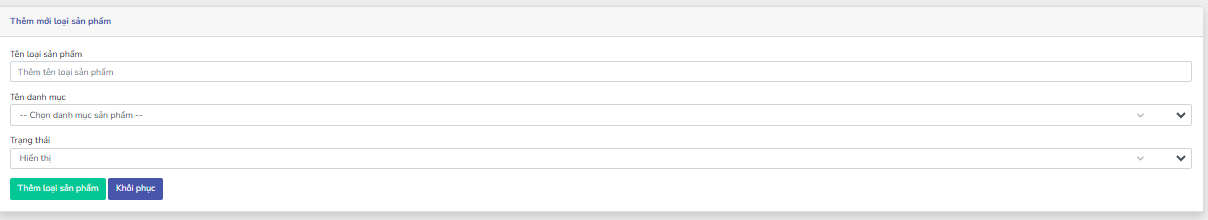 Thêm mới loại sản phẩm
Tên loại sản phẩm
Thêm tên loại sản phẩm
Tên danh mục
-- Chọn danh mục sản phẩm --
Trạng thái
Hiển thị
Thêm loại sản phẩm Khôi phục